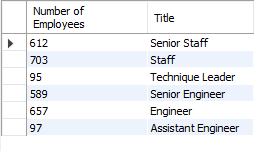 Number of Employees Title
612 Senior Staff
703 Staff
95 Technique Leader
589 Senior Engineer
657 Engineer
97 Assistant Engineer